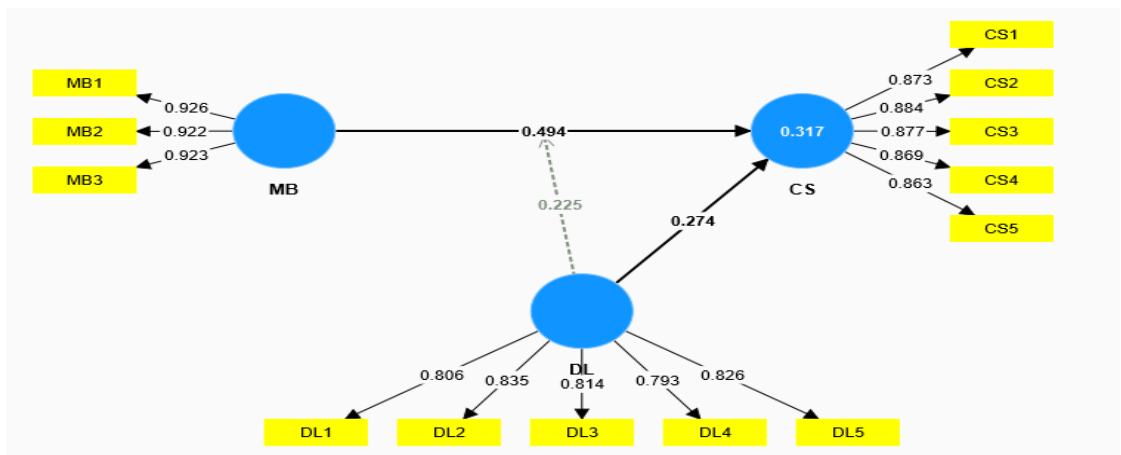 CS1
MB1
0.873
CS2
0.926
0.884
MB2
0.922
0.494
0.317
0.877
CS3
MB3
0.923
0.869
CS4
MB
CS
0.863
0.225
0.274
CS5
DL
0.806
0.835
0.814
0.793
0.826
DL1
DL2
DL3
DL4
DL5